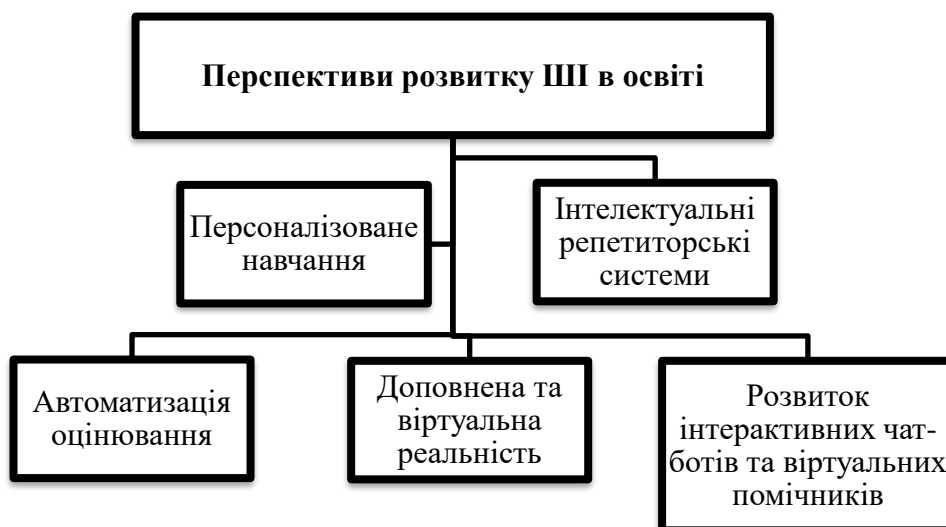 Перспективи розвитку ШІ в освіті
Персоналізоване
навчання
Інтелектуальні
репетиторські
системи
Автоматизація
оцінювання
Доповнена та
віртуальна
реальність
Розвиток
інтерактивних чат-
ботів та віртуальних
помічників